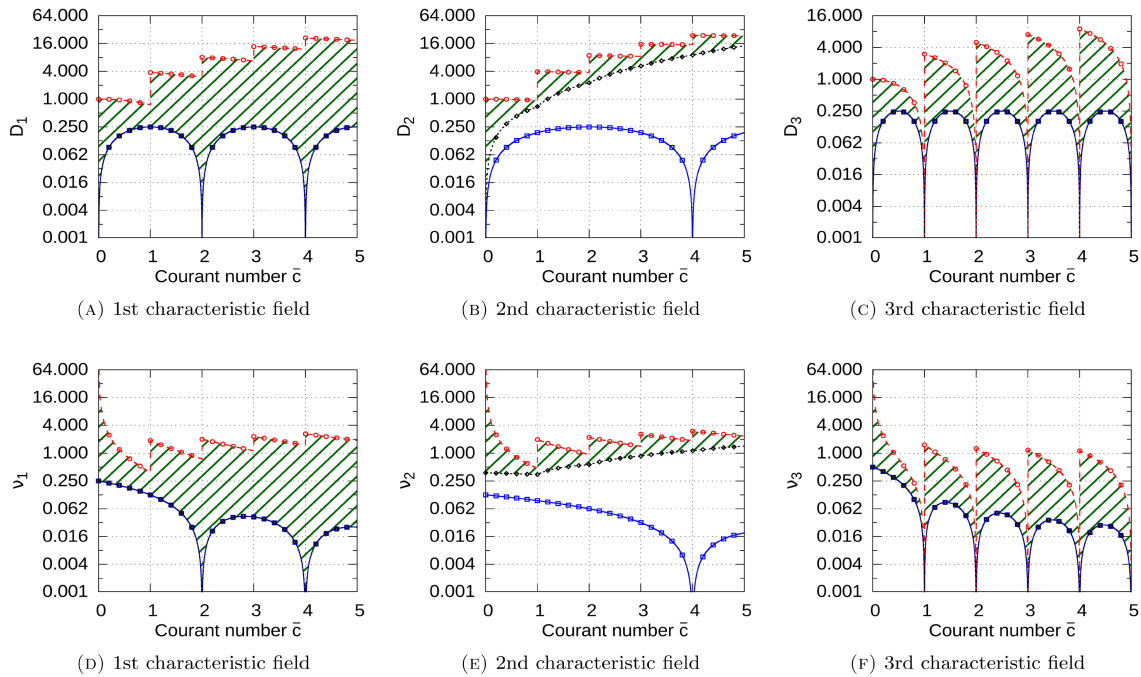 64.000
16.000
4.000
1.000
0.250
0.062
0.016
0.004
0.001
D1
0 1 2 3 4 5
Courant number c̄
(A) 1st characteristic field
64.000
16.000
4.000
1.000
0.250
0.062
0.016
0.004
0.001
D2
0 1 2 3 4 5
Courant number c̄
(B) 2nd characteristic field
16.000
4.000
1.000
0.250
0.062
0.016
0.004
0.001
D3
0 1 2 3 4 5
Courant number c̄
(C) 3rd characteristic field
64.000
16.000
4.000
1.000
0.250
0.062
0.016
0.004
0.001
ν1
0 1 2 3 4 5
Courant number c̄
(D) 1st characteristic field
64.000
16.000
4.000
1.000
0.250
0.062
0.016
0.004
0.001
ν2
0 1 2 3 4 5
Courant number c̄
(E) 2nd characteristic field
64.000
16.000
4.000
1.000
0.250
0.062
0.016
0.004
0.001
ν3
0 1 2 3 4 5
Courant number c̄
(F) 3rd characteristic field